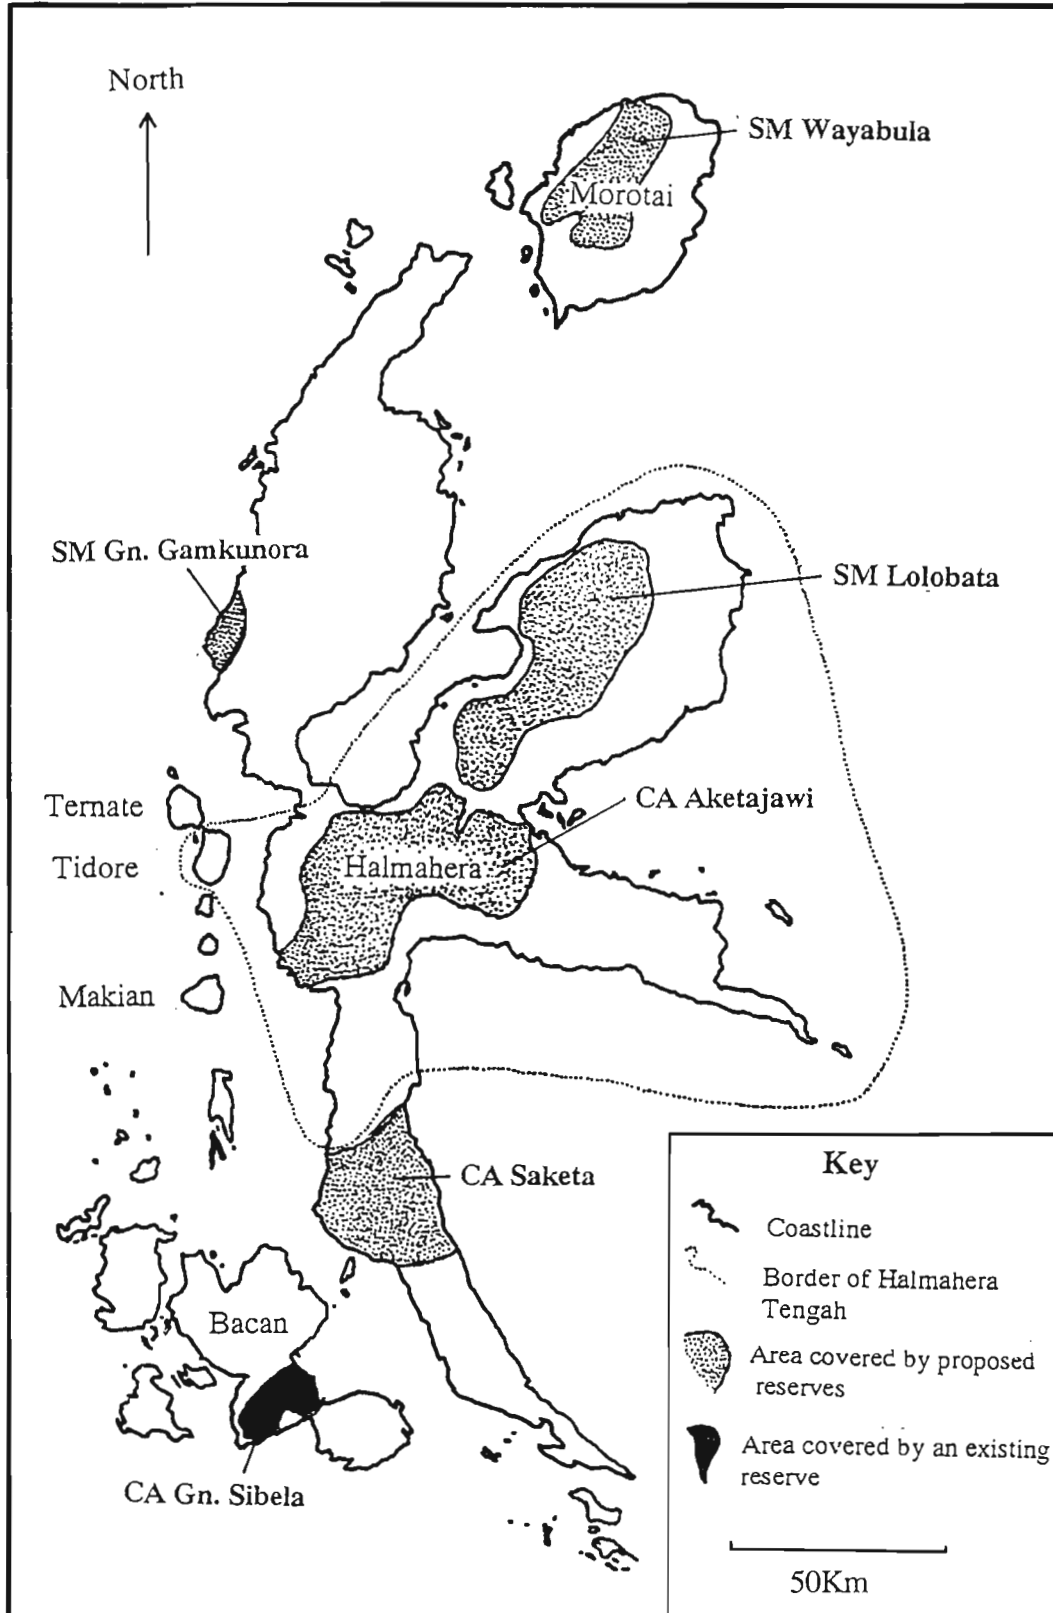 North
SM Wayabula
Morotai
SM Gn. Gamkunora
SM Lolobata
Ternate
CA Aketajawi
Tidore
Halmahera
Makian
CA Saketa
Bacan
CA Gn. Sibela
Key
Coastline
Border of Halmahera
Tengah
Area covered by proposed
reserves
Area covered by an existing
reserve
50Km